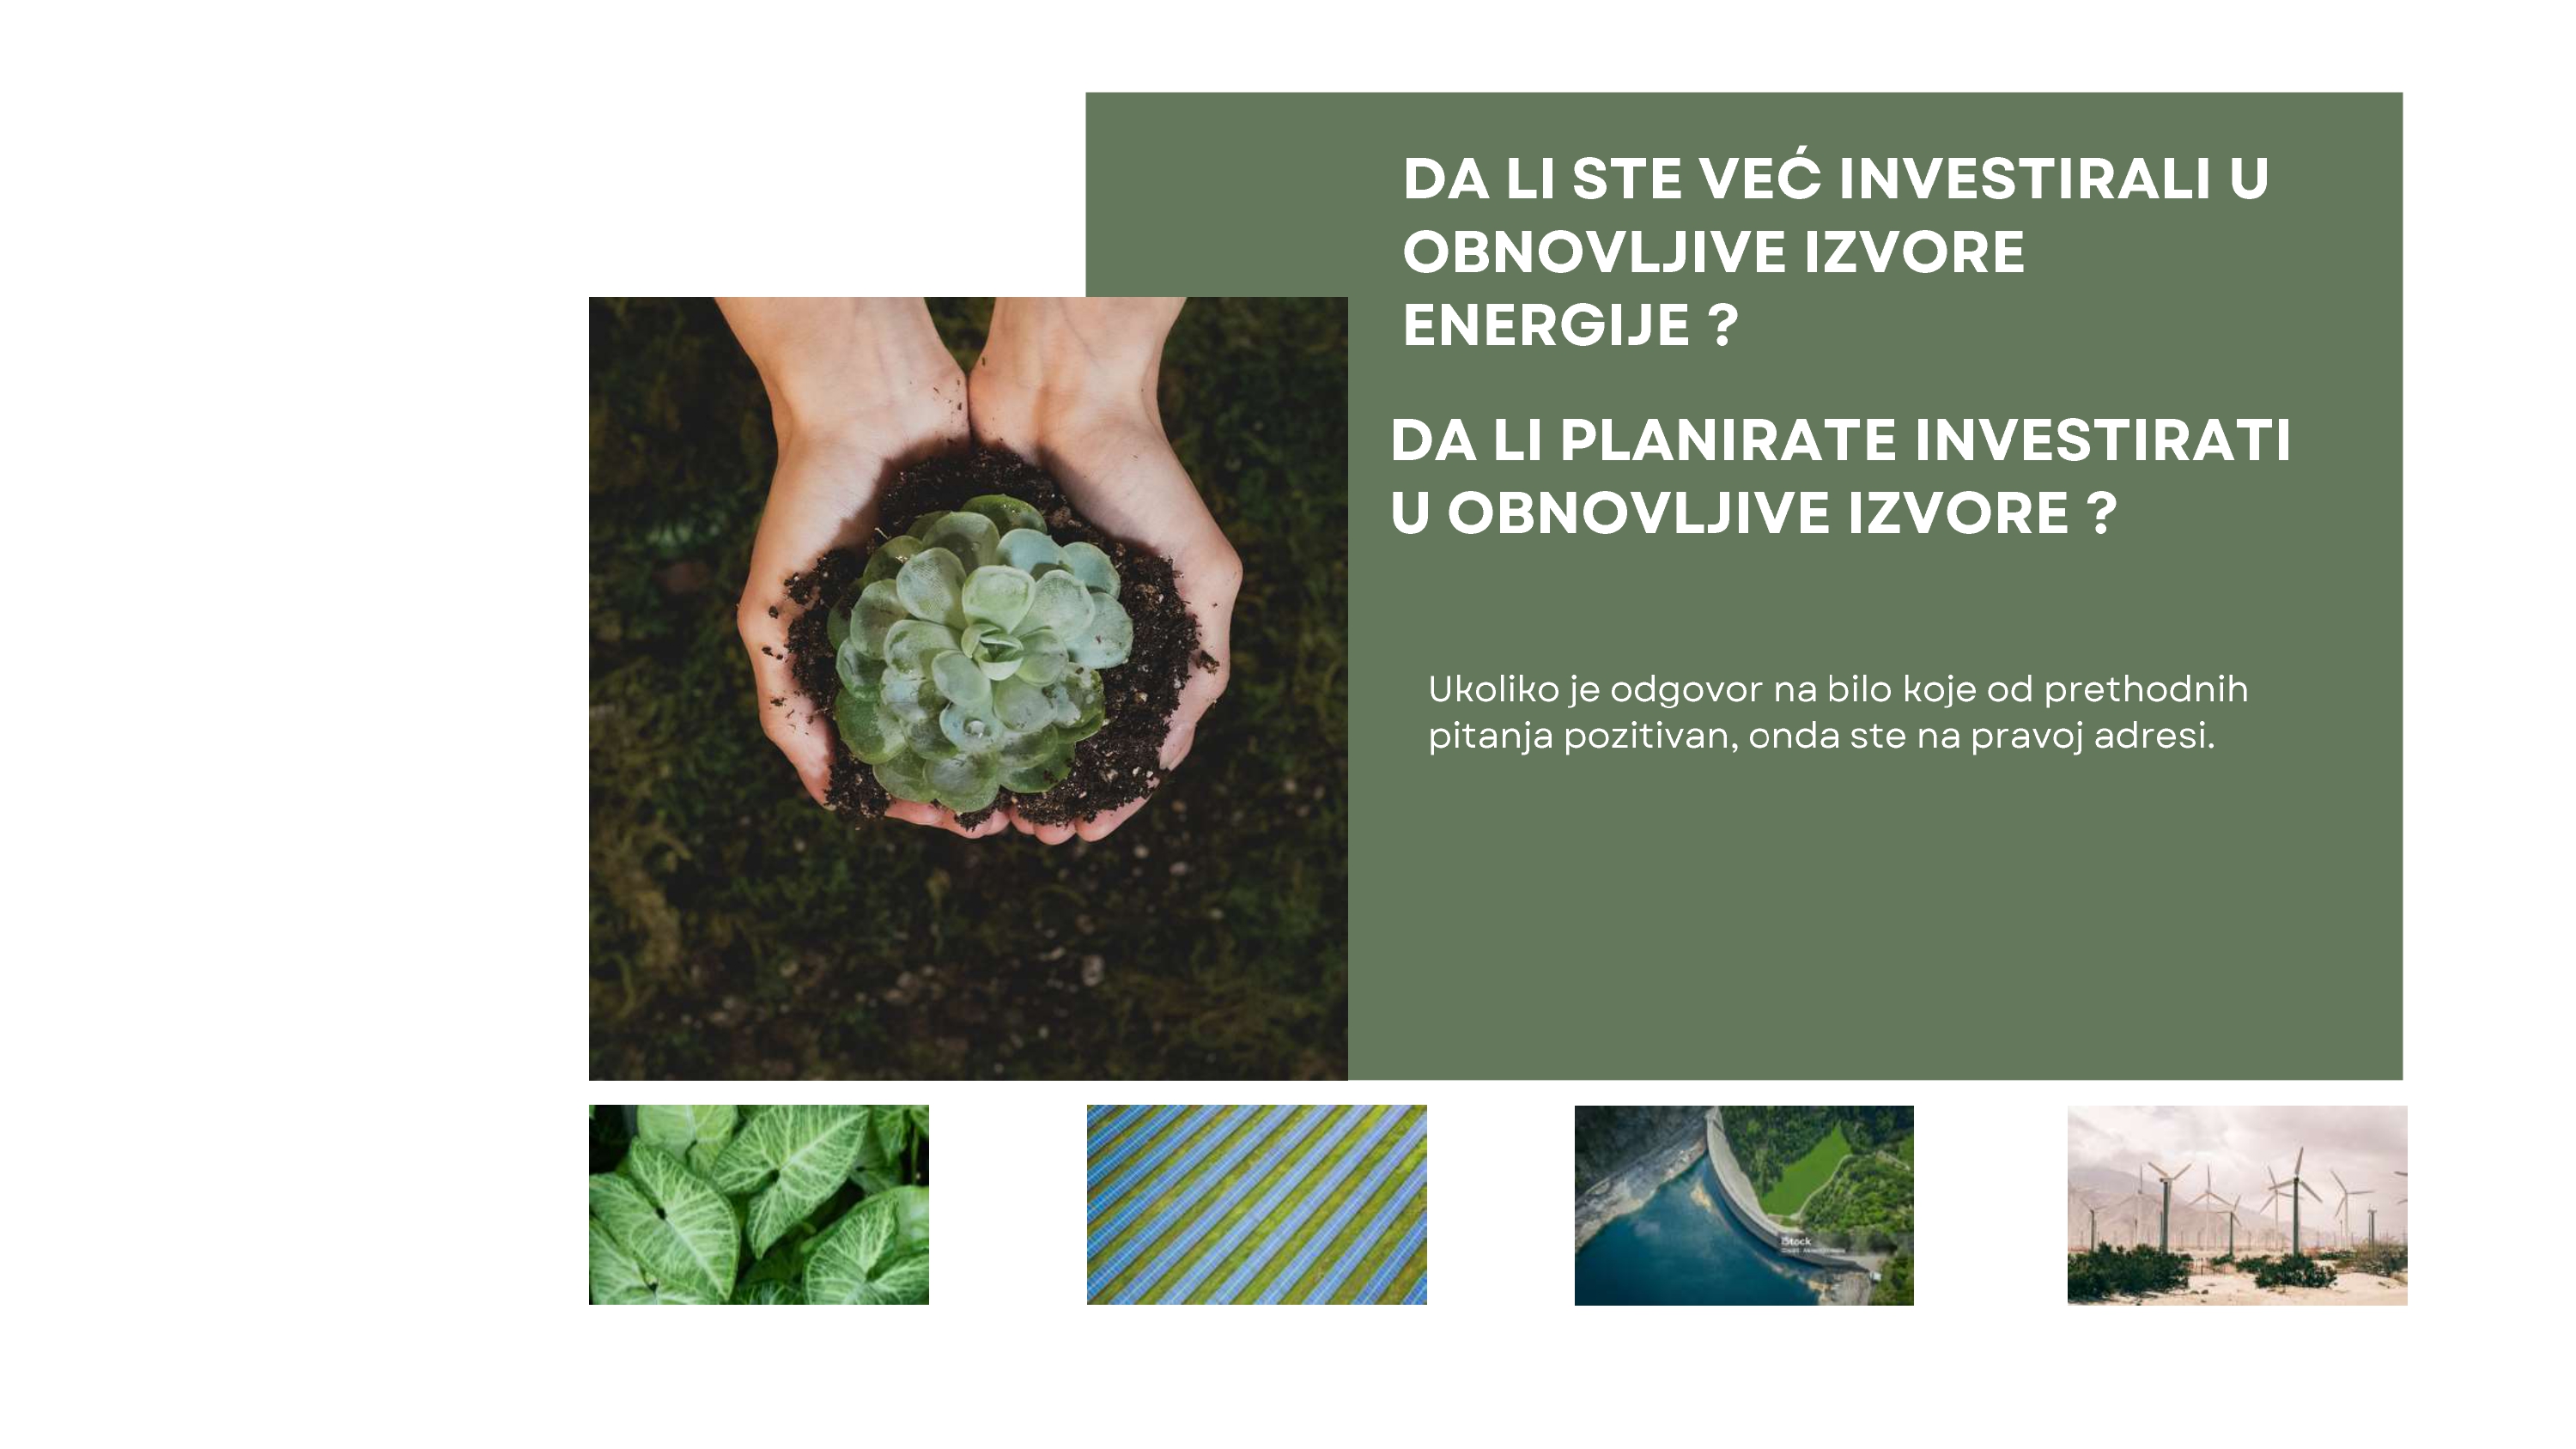 DA LI STE VEĆ INVESTIRALI U
OBNOVLJIVE IZVORE
ENERGIJE ?
DA LI PLANIRATE INVESTIRATI
U OBNOVLJIVE IZVORE ?
Ukoliko je odgovor na bilo koje od prethodnih
pitanja pozitivan, onda ste na pravoj adresi.
iStock